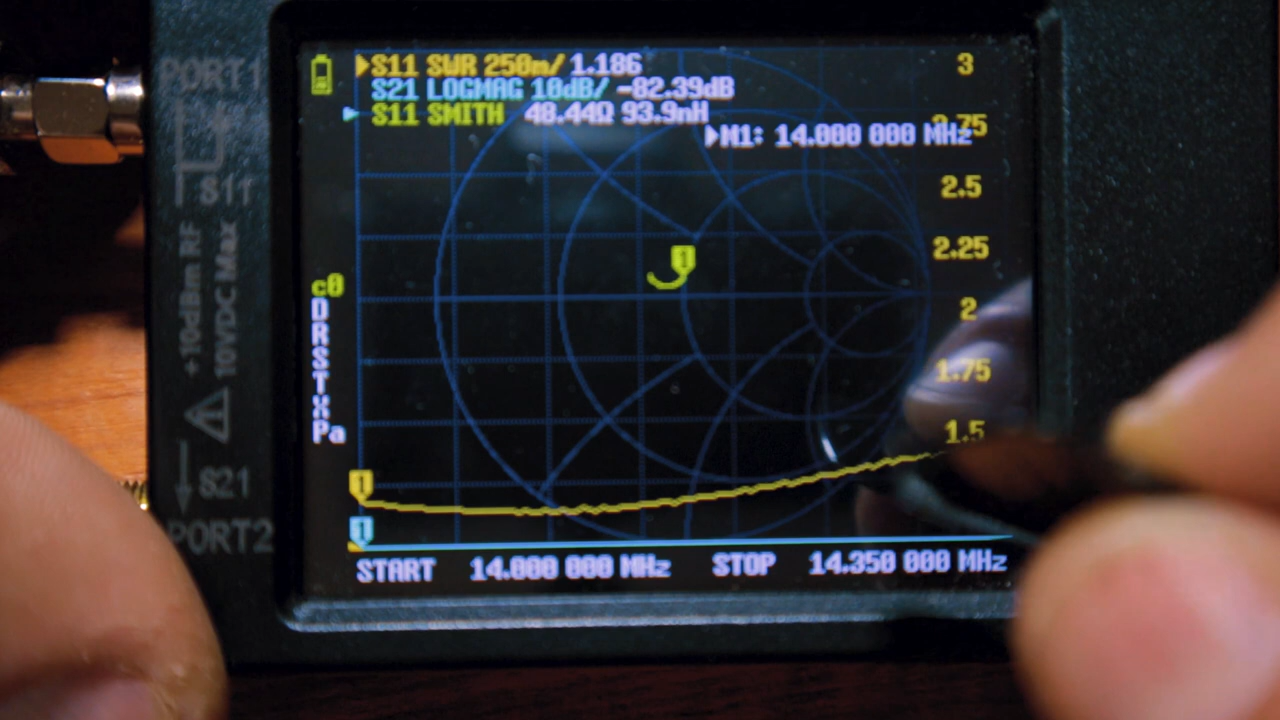 PORT1
S11
+10dBm RF
10VDC Max
S21
PORT2
S11 SWR 250m/ 1.186
S21 LOGMAG 10dB/ -82.39dB
S11 SMITH 48.44Ω 93.9nH
M1: 14.000 000 MHz
3
2.75
2.5
2.25
2
1.75
1.5
1
c0
D
R
S
T
Pa
1
1
START 14.000 000 MHz STOP 14.350 000 MHz